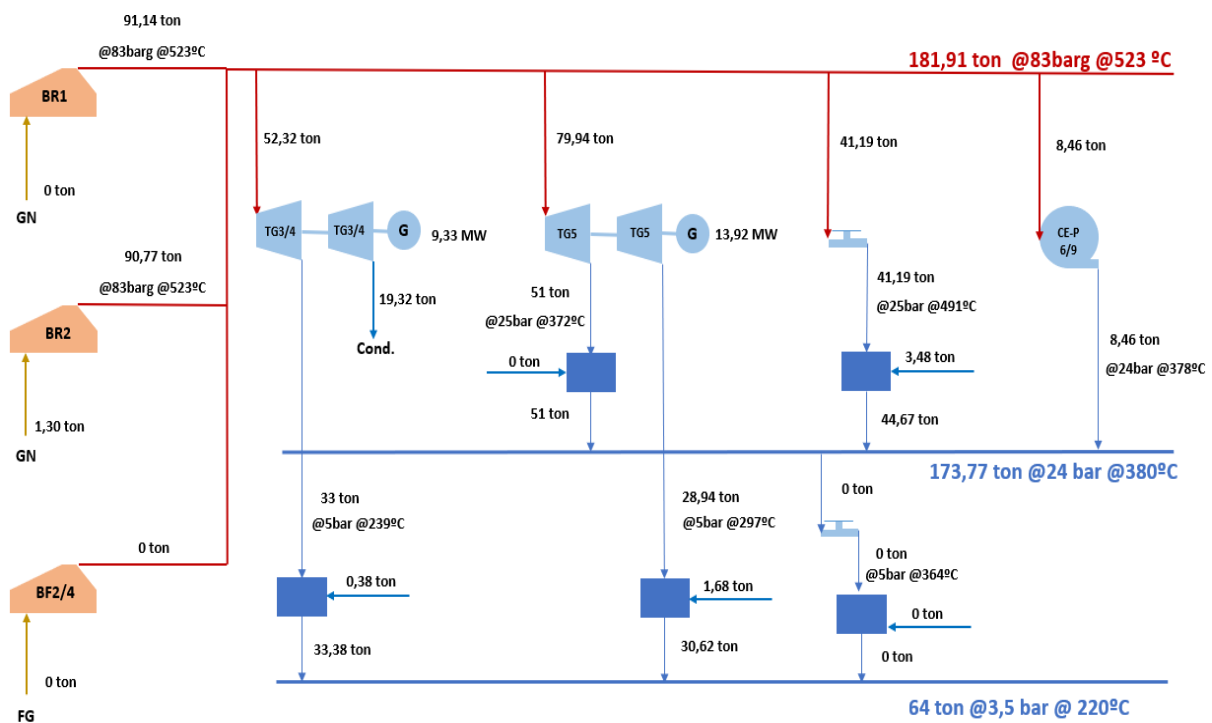 91,14 ton
@83barg @523ºC
181,91 ton @83barg @523 ºC
BR1
0 ton
GN
52,32 ton
79,94 ton
41,19 ton
8,46 ton
TG3/4
TG3/4
G
9,33 MW
TG5
TG5
G
13,92 MW
CE-P
6/9
90,77 ton
@83barg @523ºC
BR2
1,30 ton
GN
19,32 ton
Cond.
51 ton
@25bar @372ºC
0 ton
51 ton
41,19 ton
@25bar @491ºC
3,48 ton
44,67 ton
8,46 ton
@24bar @378ºC
173,77 ton @24 bar @380ºC
33 ton
@5bar @239ºC
28,94 ton
@5bar @297ºC
0 ton
0 ton
@5bar @364ºC
0 ton
BF2/4
0 ton
FG
0,38 ton
33,38 ton
1,68 ton
30,62 ton
0 ton
0 ton
64 ton @3,5 bar @ 220ºC